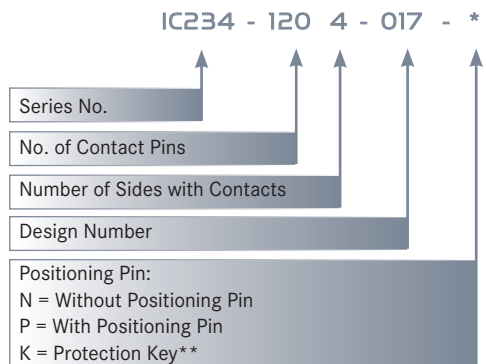 IC234 - 120 4 - 017 - *
Series No.
No. of Contact Pins
Number of Sides with Contacts
Design Number
Positioning Pin:
N = Without Positioning Pin
P = With Positioning Pin
K = Protection Key**